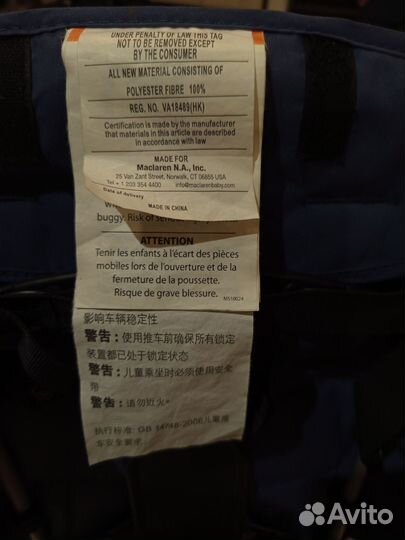 UNDER PENALTY OF LAW THIS TAG
NOT TO BE REMOVED EXCEPT
BY THE CONSUMER
ALL NEW MATERIAL CONSISTING OF
POLYESTER FIBRE 100%
REG. NO. VA18489(HK)
Certification is made by the manufacturer
that materials in this article are described
in accordance with law
MADE FOR
Maclaren N.A., Inc.
25 Van Zant Street, Norwalk, CT 06855 USA
Tel + 1 203 354 4400 info@maclarenbaby.com
Date of delivery
MADE IN CHINA
buggy. Risk of
ATTENTION
Tenir les enfants à l'écart des pièces
mobiles lors de l'ouverture et de la
fermeture de la poussette.
Risque de grave blessure.
MS10024
影响车辆稳定性
警告：使用推车前确保所有锁定
装置都已处于锁定状态
警告：儿童乘坐时必须使用安全
警告：请勿近火。
执行标准: GB 14748-2006儿童推
车安全要求
Avito